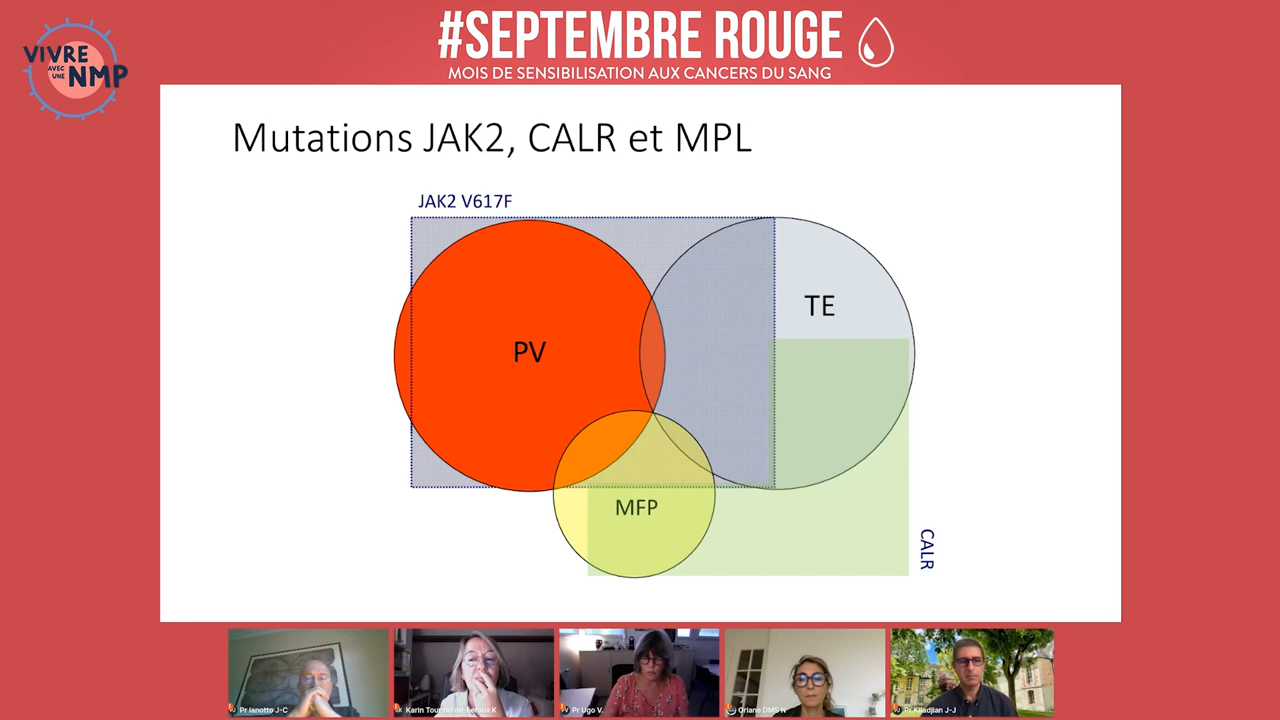 #SEPTEMBRE ROUGE
MOIS DE SENSIBILISATION AUX CANCERS DU SANG
VIVRE
AVEC
UNE
NMP
Mutations JAK2, CALR et MPL
JAK2 V617F
TE
PV
MFP
CALR
Pr Ianotto J-C
Karin Tourmente-Leroux K
Pr Ugo V.
Oriane DMS N
Pr Kiladjian J-J